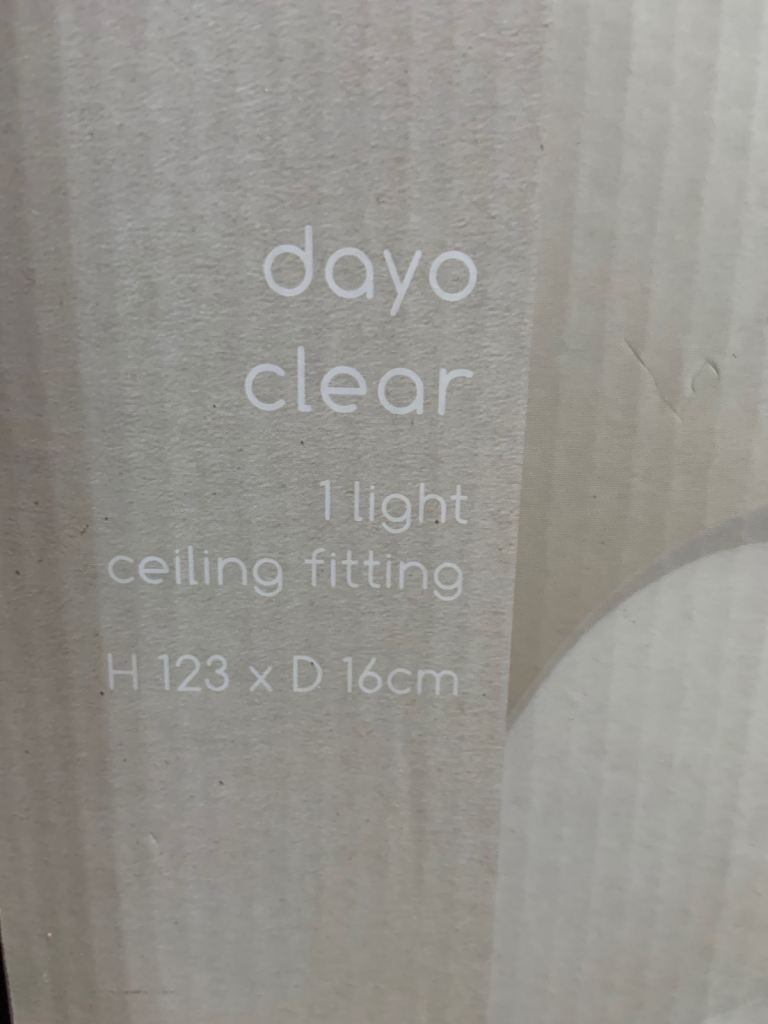 dayo
clear
1 light
ceiling fitting
H 123 x D 16cm